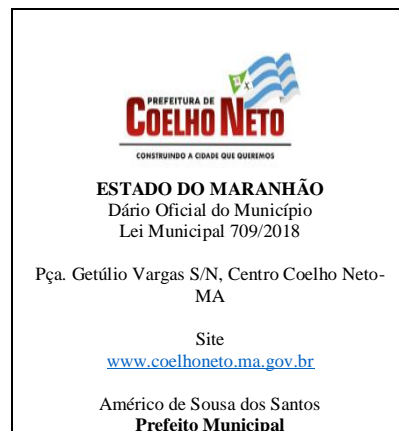 PREFEITURA DE
COELHO NETO
CONSTRUINDO A CIDADE QUE QUEREMOS
ESTADO DO MARANHÃO
Dário Oficial do Município
Lei Municipal 709/2018
Pça. Getúlio Vargas S/N, Centro Coelho Neto-
MA
Site
www.coelhoneto.ma.gov.br
Américo de Sousa dos Santos
Prefeito Municipal